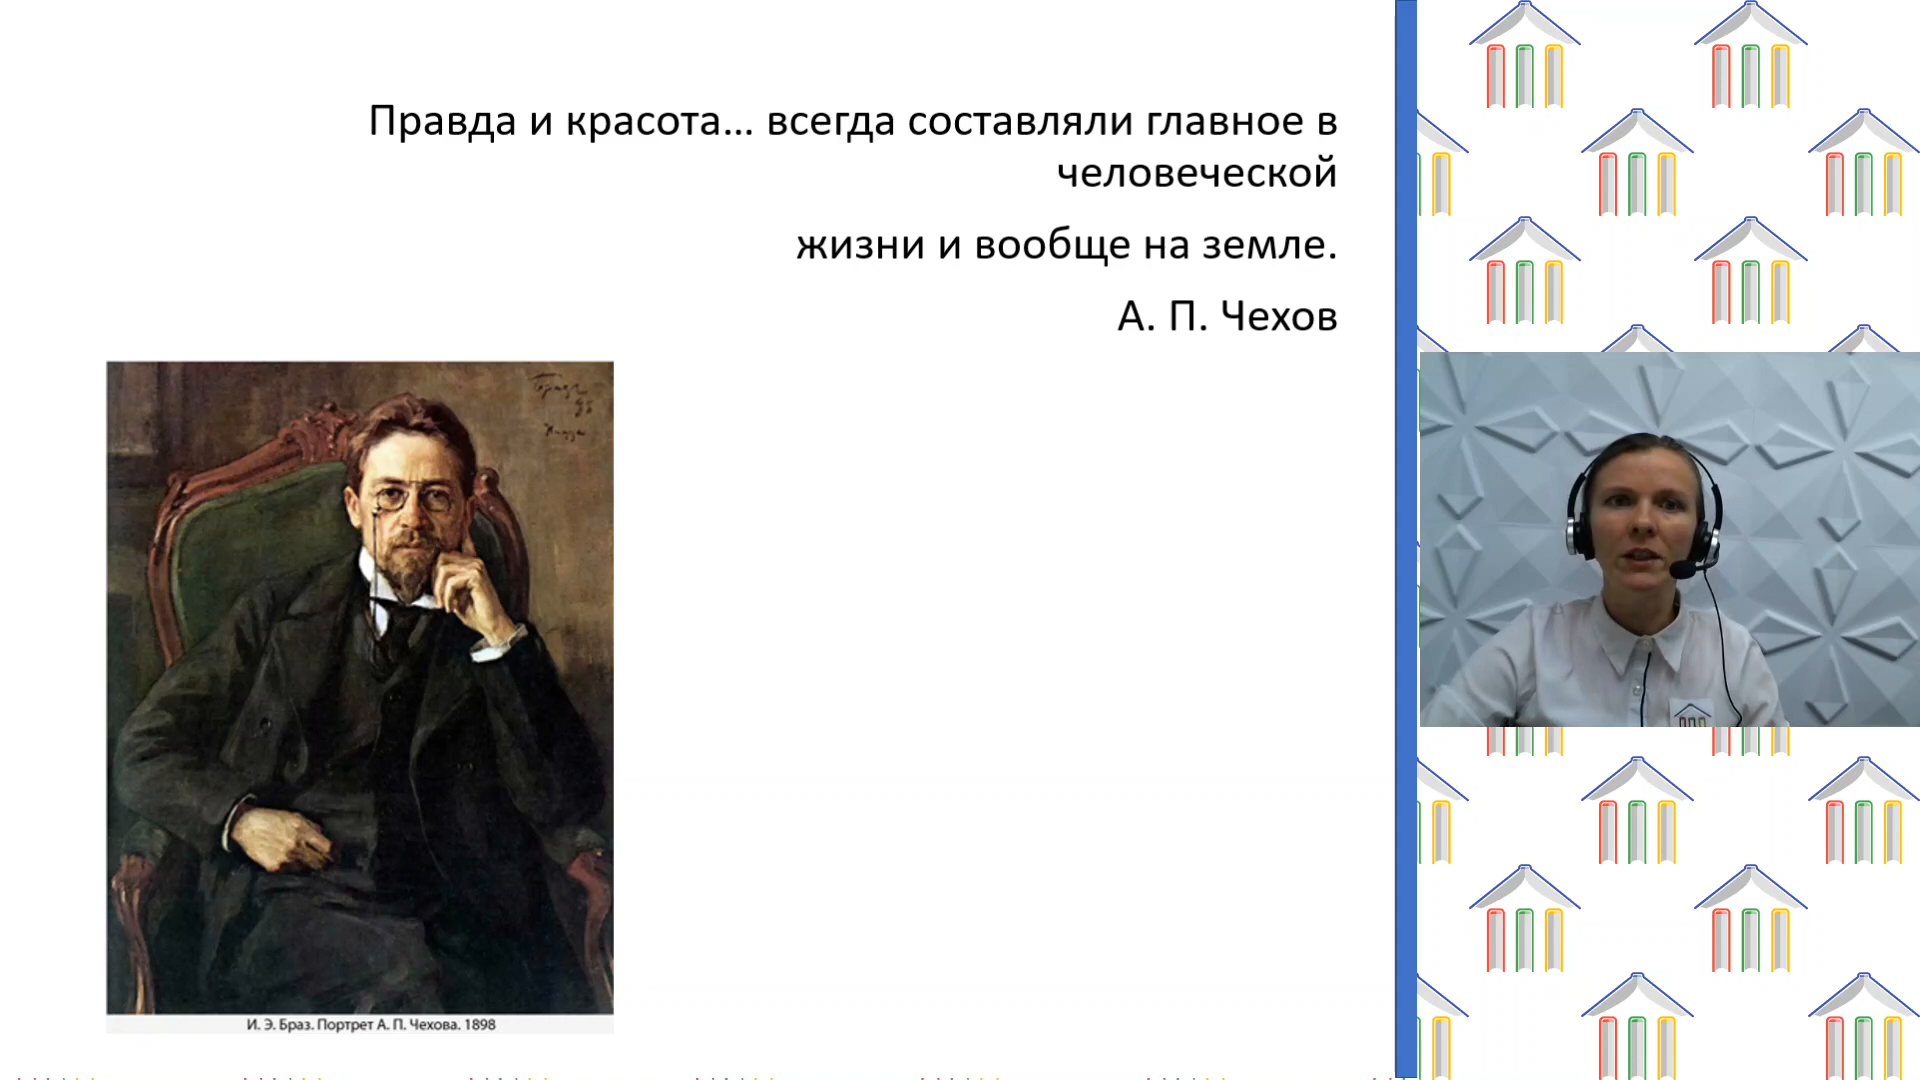 Правда и красота... всегда составляли главное в
человеческой
жизни и вообще на земле.
А. П. Чехов
И. Э. Браз. Портрет А. П. Чехова. 1898